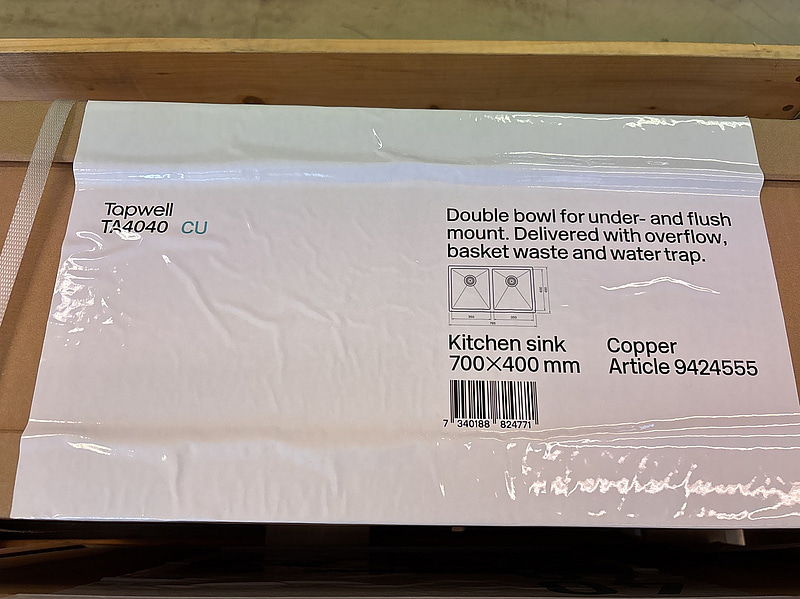 Tapwell
TA4040 CU
Double bowl for under- and flush
mount. Delivered with overflow,
basket waste and water trap.
Kitchen sink
700×400 mm
Copper
Article 9424555
7 340188 824771